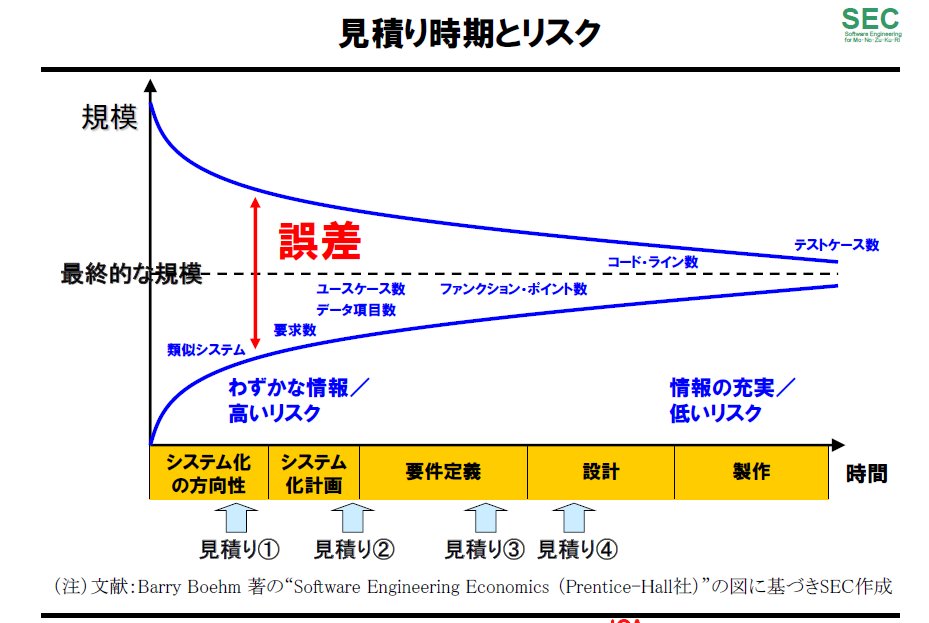 見積り時期とリスク
SEC
Software Engineering
for Mo・No・Zu・Ku・Ri
規模
誤差
テストケース数
コード・ライン数
最終的な規模
ユースケース数
ファンクション・ポイント数
データ項目数
要求数
類似システム
わずかな情報／
高いリスク
情報の充実／
低いリスク
システム化
の方向性
システム
化計画
要件定義
設計
製作
時間
見積り①
見積り②
見積り③
見積り④
（注）文献：Barry Boehm 著の“Software Engineering Economics （Prentice-Hall社）”の図に基づきSEC作成